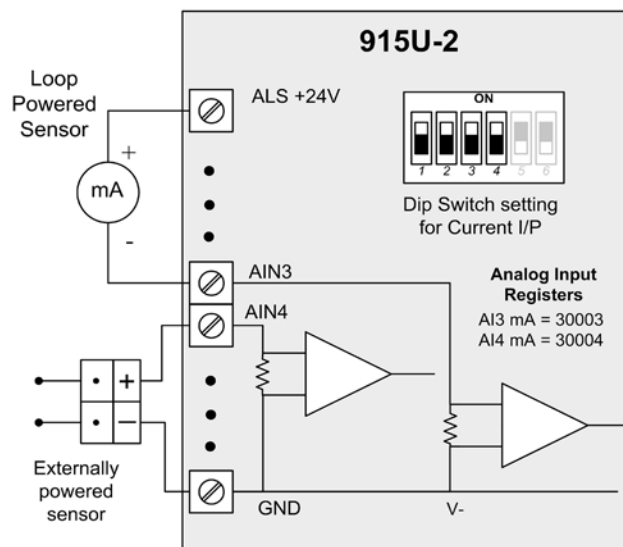 915U-2
Loop
Powered
Sensor
ALS +24V
ON
1 2 3 4 5 6
+
mA
-
Dip Switch setting
for Current I/P
AIN3
AIN4
Analog Input
Registers
AI3 mA = 30003
AI4 mA = 30004
+
−
Externally
powered
sensor
GND
V-